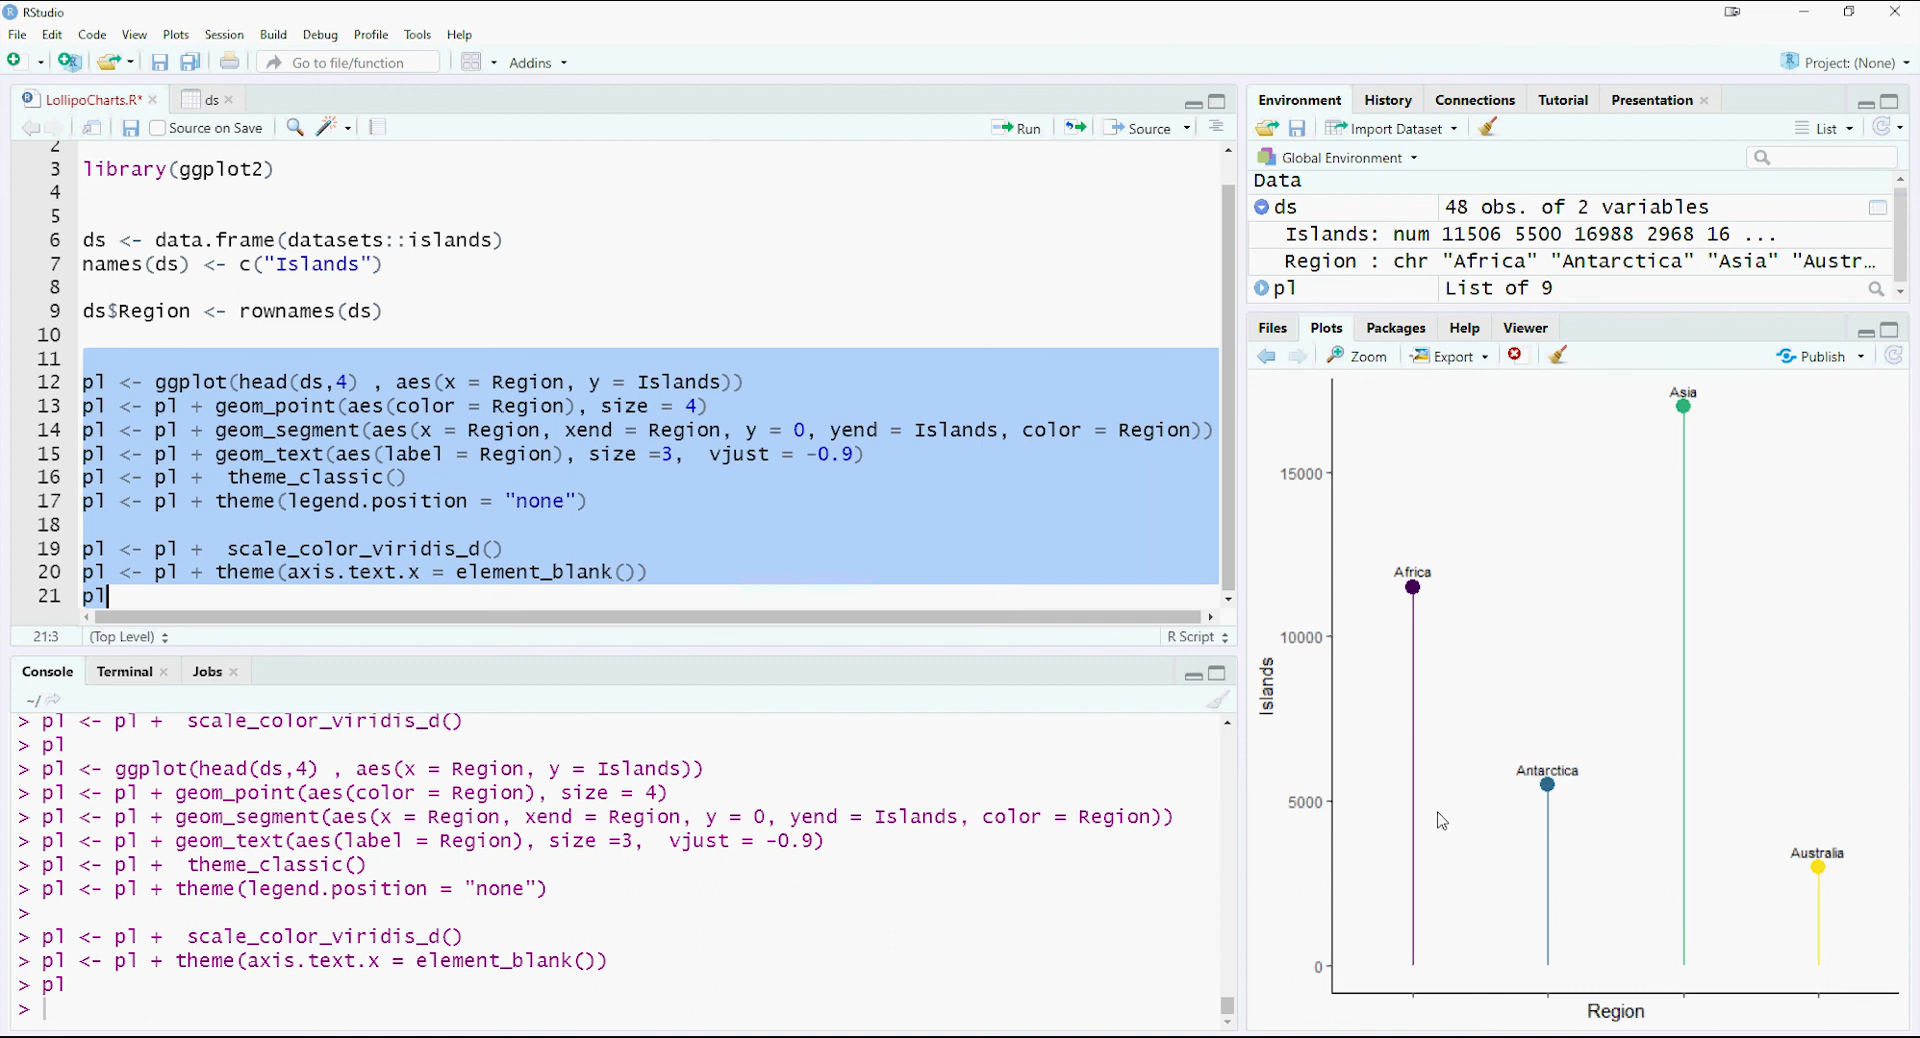 RStudio
File Edit Code View Plots Session Build Debug Profile Tools Help
Go to file/function Addins Project: (None)
LollipoCharts.R* ds
Source on Save Run Source
2
3 library(ggplot2)
4
5
6 ds <- data.frame(datasets::islands)
7 names(ds) <- c("Islands")
8
9 ds$Region <- rownames(ds)
10
11
12 pl <- ggplot(head(ds,4) , aes(x = Region, y = Islands))
13 pl <- pl + geom_point(aes(color = Region), size = 4)
14 pl <- pl + geom_segment(aes(x = Region, xend = Region, y = 0, yend = Islands, color = Region))
15 pl <- pl + geom_text(aes(label = Region), size =3,  vjust = -0.9)
16 pl <- pl +  theme_classic()
17 pl <- pl + theme(legend.position = "none")
18
19 pl <- pl +  scale_color_viridis_d()
20 pl <- pl + theme(axis.text.x = element_blank())
21 pl
21:3 (Top Level) R Script
Console Terminal Jobs
~/
> pl <- pl +  scale_color_viridis_d()
> pl
> pl <- ggplot(head(ds,4) , aes(x = Region, y = Islands))
> pl <- pl + geom_point(aes(color = Region), size = 4)
> pl <- pl + geom_segment(aes(x = Region, xend = Region, y = 0, yend = Islands, color = Region))
> pl <- pl + geom_text(aes(label = Region), size =3,  vjust = -0.9)
> pl <- pl +  theme_classic()
> pl <- pl + theme(legend.position = "none")
>
> pl <- pl +  scale_color_viridis_d()
> pl <- pl + theme(axis.text.x = element_blank())
> pl
>
Environment History Connections Tutorial Presentation
Import Dataset List
Global Environment
Data
ds 48 obs. of 2 variables
Islands: num 11506 5500 16988 2968 16 ...
Region : chr "Africa" "Antarctica" "Asia" "Austr...
pl List of 9
Files Plots Packages Help Viewer
Zoom Export Publish
Asia
15000
Africa
10000
Islands
Antarctica
5000
Australia
0
Region